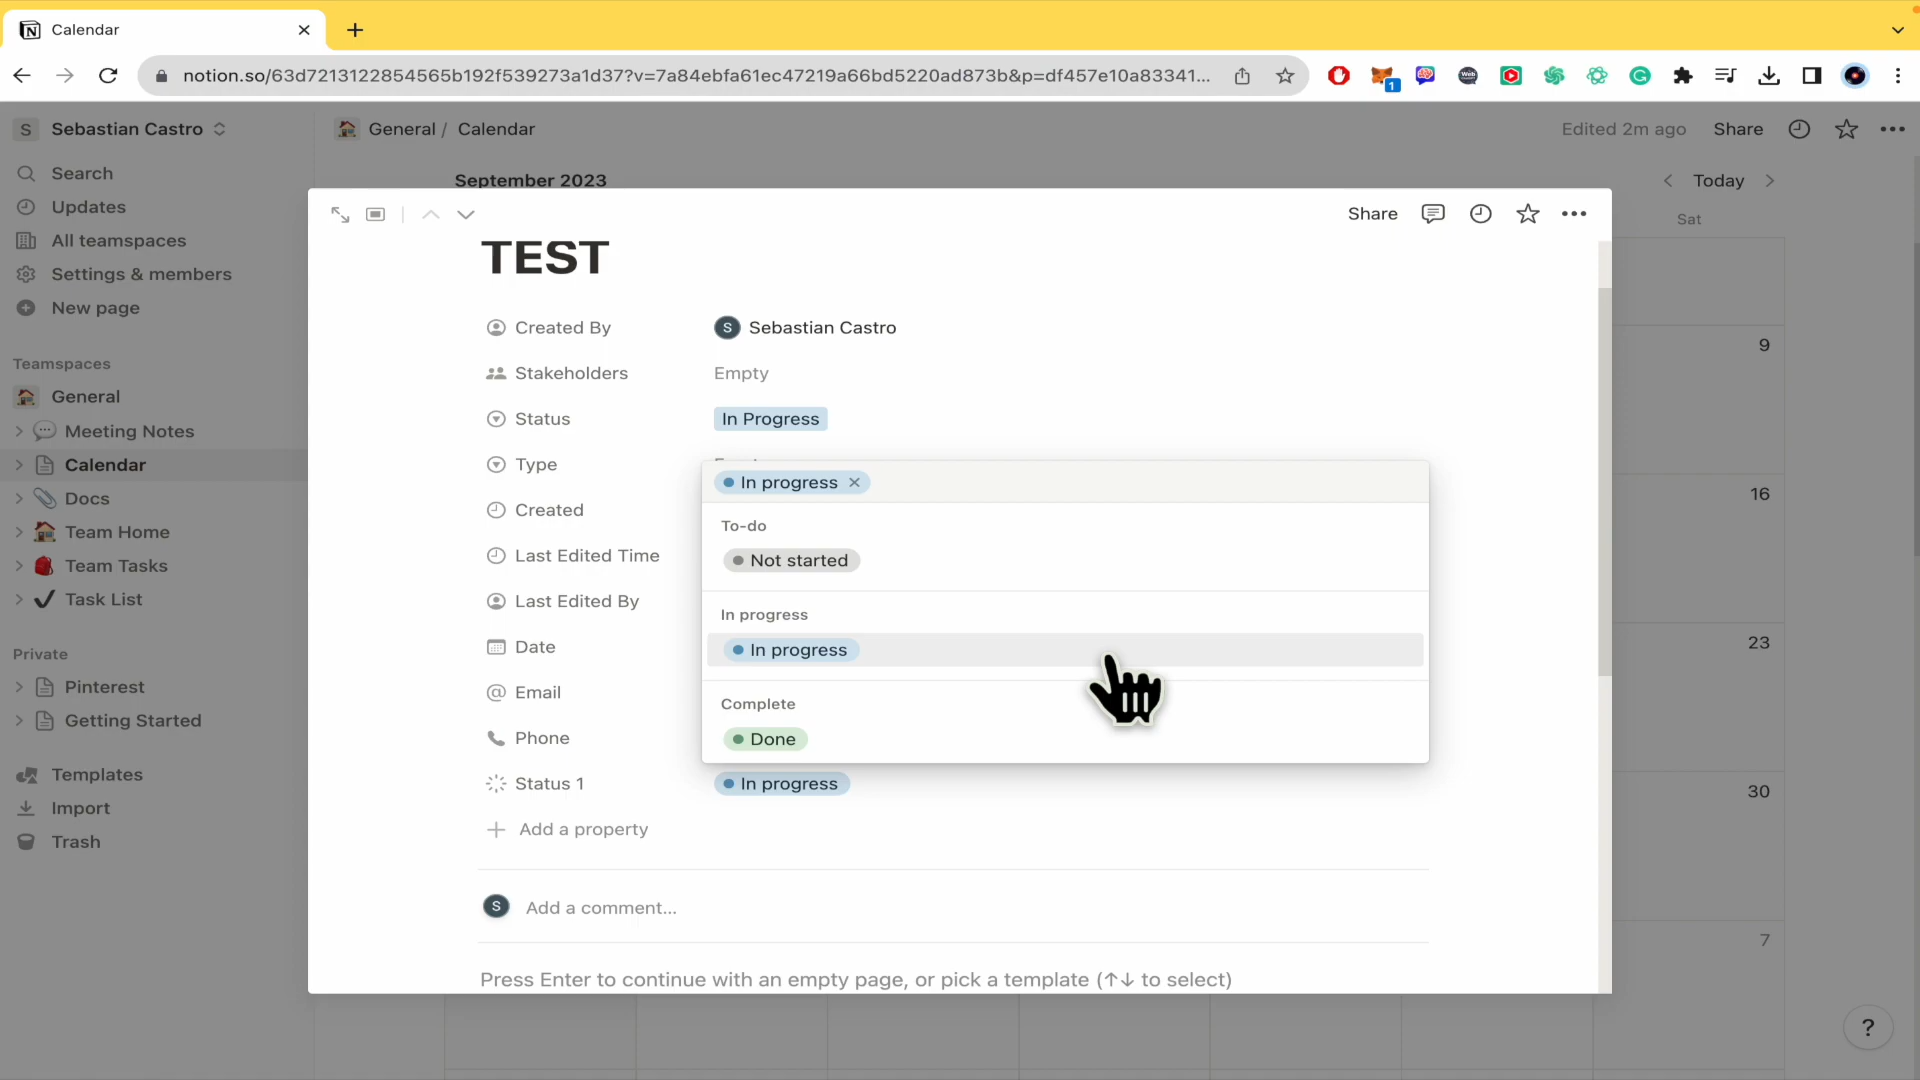 Calendar
notion.so/63d7213122854565b192f539273a1d37?v=7a84ebfa61ec47219a66bd5220ad873b&p=df457e10a83341...
1
S Sebastian Castro
General / Calendar
Edited 2m ago Share
Search
Updates
All teamspaces
Settings & members
New page
Teamspaces
General
Meeting Notes
Calendar
Docs
Team Home
Team Tasks
Task List
Private
Pinterest
Getting Started
Templates
Import
Trash
September 2023
Today
Sat
9
16
23
30
7
Share
TEST
Created By S Sebastian Castro
Stakeholders Empty
Status In Progress
Type
Created
Last Edited Time
Last Edited By
Date
Email
Phone
Status 1 In progress
In progress
To-do
Not started
In progress
In progress
Complete
Done
Add a property
S Add a comment...
Press Enter to continue with an empty page, or pick a template (↑↓ to select)
?